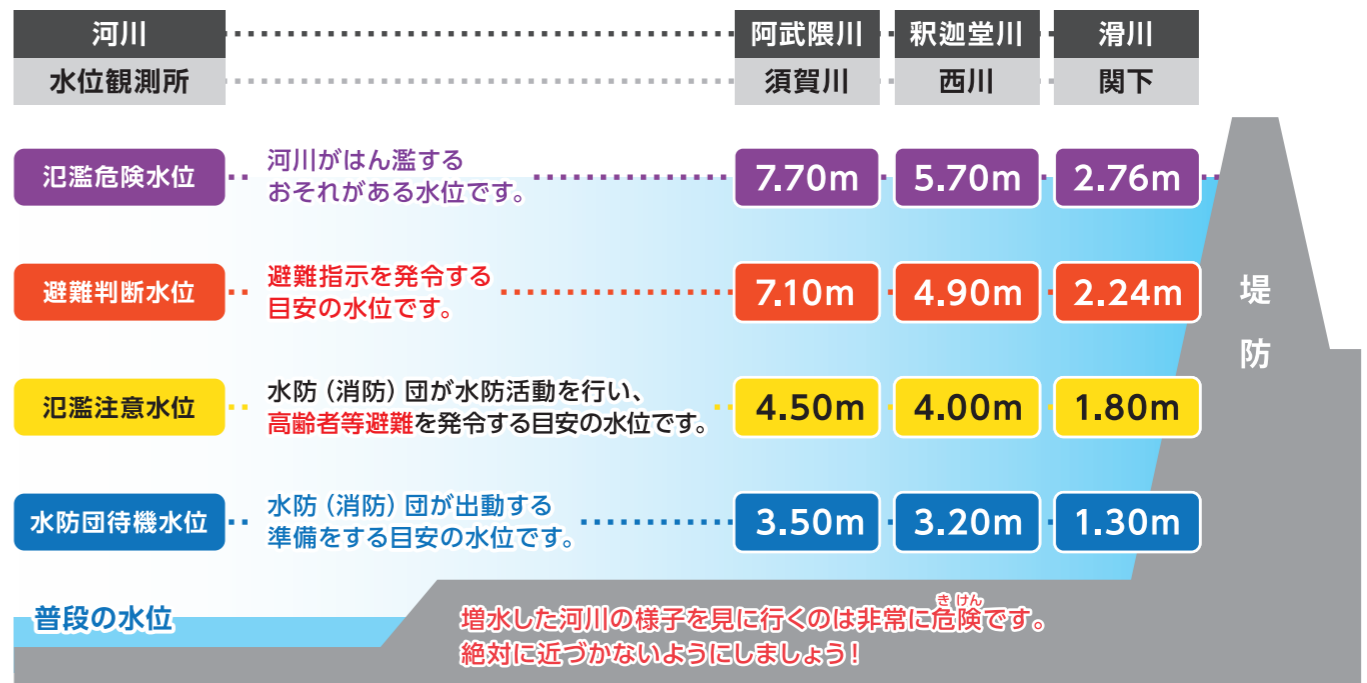 河川 阿武隈川 釈迦堂川 滑川
水位観測所 須賀川 西川 関下
氾濫危険水位 河川がはん濫する
おそれがある水位です。 7.70m 5.70m 2.76m
避難判断水位 避難指示を発令する
目安の水位です。 7.10m 4.90m 2.24m
堤防
氾濫注意水位 水防（消防）団が水防活動を行い、
高齢者等避難を発令する目安の水位です。 4.50m 4.00m 1.80m
水防団待機水位 水防（消防）団が出動する
準備をする目安の水位です。 3.50m 3.20m 1.30m
普段の水位
きけん
増水した河川の様子を見に行くのは非常に危険です。
絶対に近づかないようにしましょう！